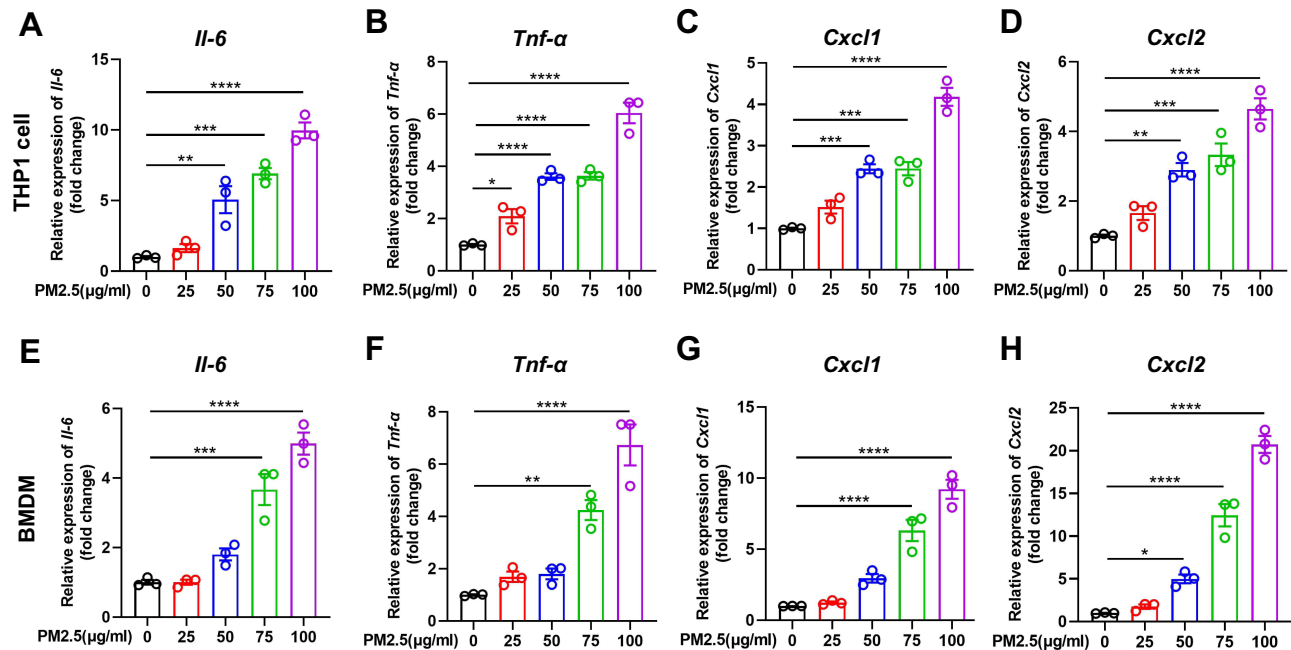 A
Il-6
THP1 cell
Relative expression of Il-6
(fold change)
15
10
5
0
**
***
****
PM2.5(μg/ml) 0 25 50 75 100
B
Tnf-α
Relative expression of Tnf-α
(fold change)
8
6
4
2
0
*
****
****
****
PM2.5(μg/ml) 0 25 50 75 100
C
Cxcl1
Relative expression of Cxcl1
(fold change)
5
4
3
2
1
0
***
***
****
PM2.5(μg/ml) 0 25 50 75 100
D
Cxcl2
Relative expression of Cxcl2
(fold change)
6
4
2
0
**
***
****
PM2.5(μg/ml) 0 25 50 75 100
E
Il-6
BMDM
Relative expression of Il-6
(fold change)
6
4
2
0
***
****
PM2.5(μg/ml) 0 25 50 75 100
F
Tnf-α
Relative expression of Tnf-α
(fold change)
8
6
4
2
0
**
****
PM2.5(μg/ml) 0 25 50 75 100
G
Cxcl1
Relative expression of Cxcl1
(fold change)
15
10
5
0
****
****
PM2.5(μg/ml) 0 25 50 75 100
H
Cxcl2
Relative expression of Cxcl2
(fold change)
25
20
15
10
5
0
*
****
****
PM2.5(μg/ml) 0 25 50 75 100